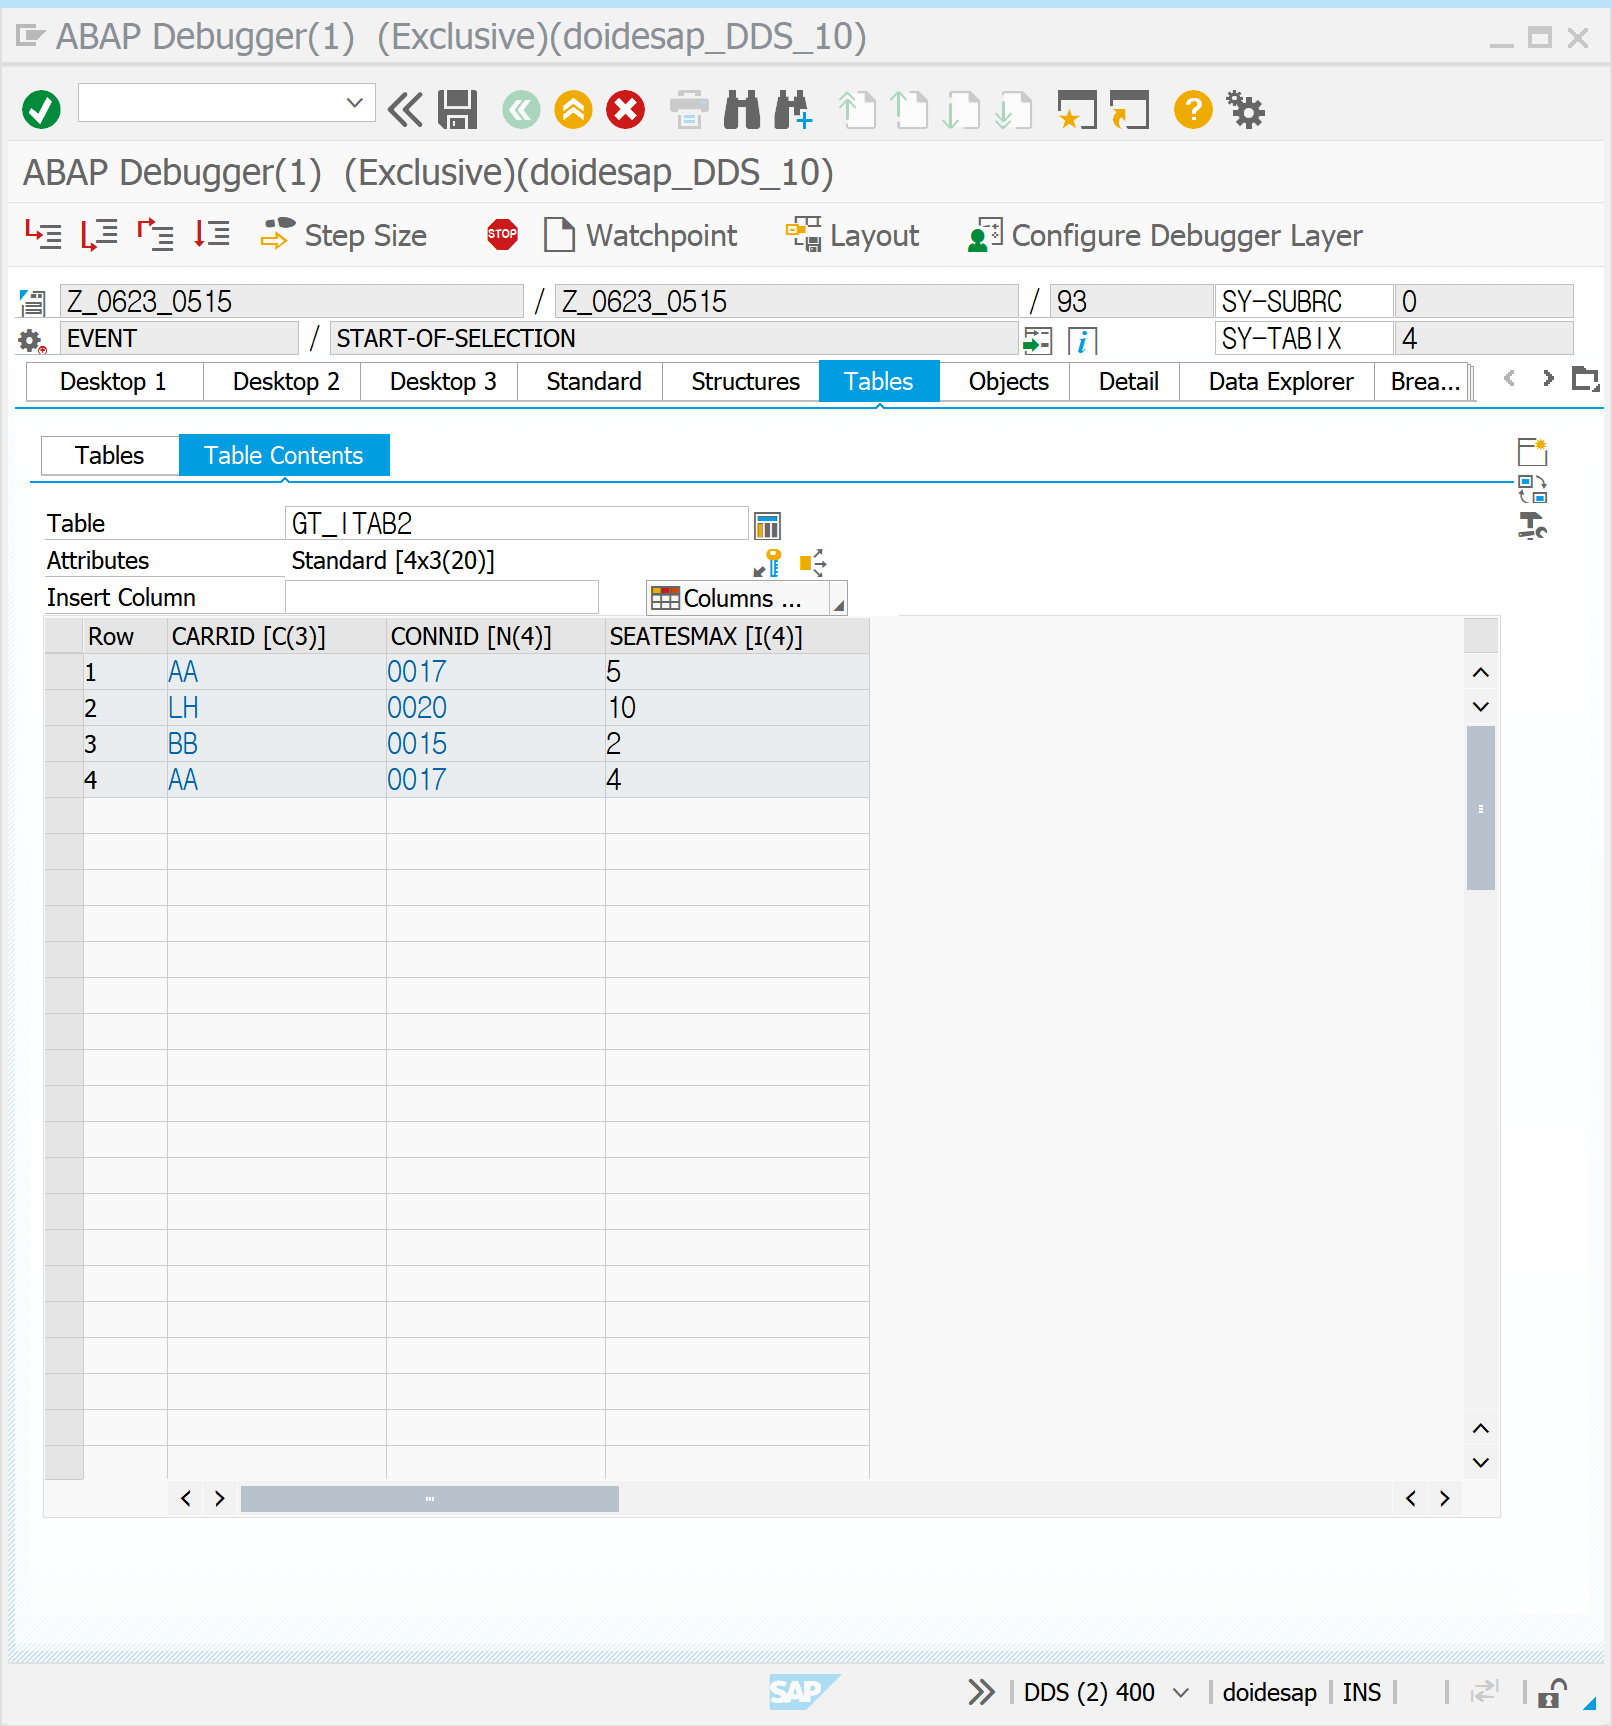 ABAP Debugger(1) (Exclusive)(doidesap_DDS_10)
ABAP Debugger(1) (Exclusive)(doidesap_DDS_10)
Step Size STOP Watchpoint Layout Configure Debugger Layer
Z_0623_0515 / Z_0623_0515 / 93 SY-SUBRC 0
EVENT / START-OF-SELECTION SY-TABIX 4
Desktop 1 Desktop 2 Desktop 3 Standard Structures Tables Objects Detail Data Explorer Brea...
Tables Table Contents
Table GT_ITAB2
Attributes Standard [4x3(20)]
Insert Column Columns ...
Row CARRID [C(3)] CONNID [N(4)] SEATESMAX [I(4)]
1 AA 0017 5
2 LH 0020 10
3 BB 0015 2
4 AA 0017 4
SAP DDS (2) 400 doidesap INS